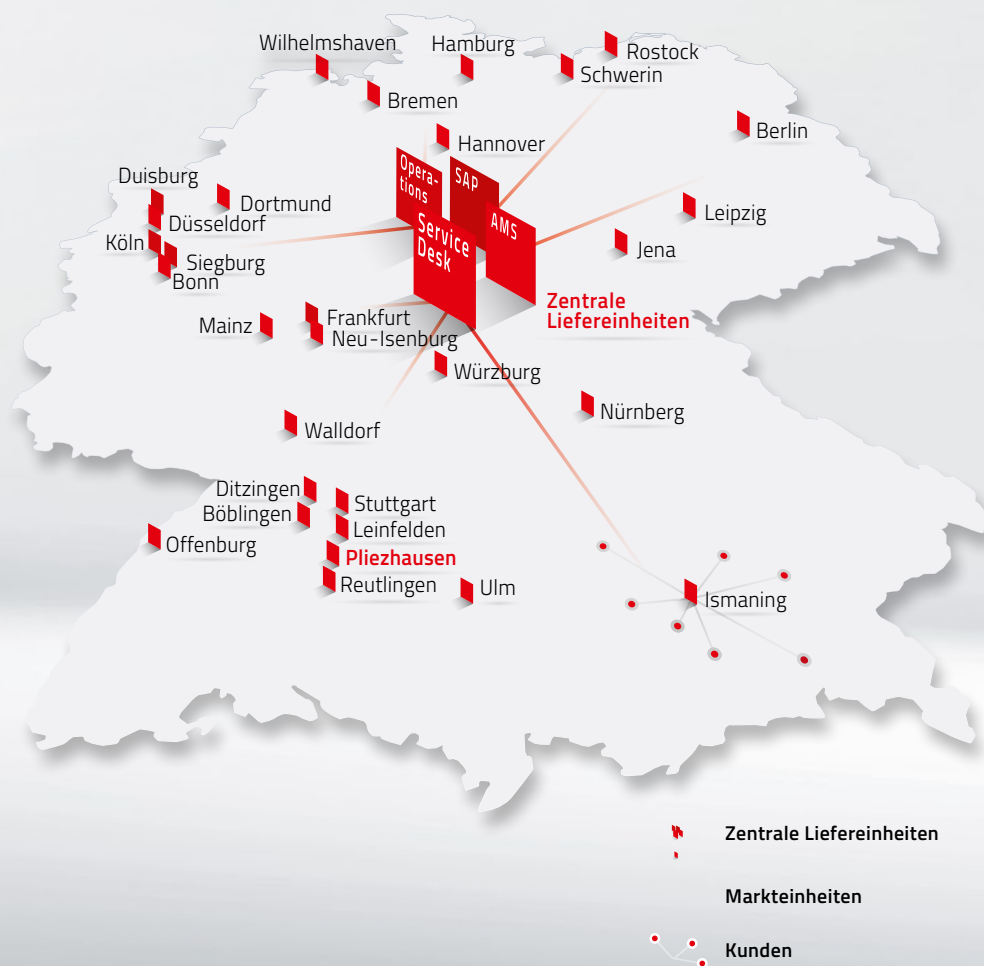 Wilhelmshaven
Hamburg
Rostock
Schwerin
Bremen
Berlin
Hannover
Opera-
tions
SAP
Duisburg
Dortmund
Leipzig
AMS
Düsseldorf
Service
Desk
Köln
Jena
Siegburg
Bonn
Zentrale
Liefereinheiten
Mainz
Frankfurt
Neu-Isenburg
Würzburg
Nürnberg
Walldorf
Ditzingen
Stuttgart
Böblingen
Leinfelden
Offenburg
Pliezhausen
Reutlingen
Ulm
Ismaning
Zentrale Liefereinheiten
Markteinheiten
Kunden